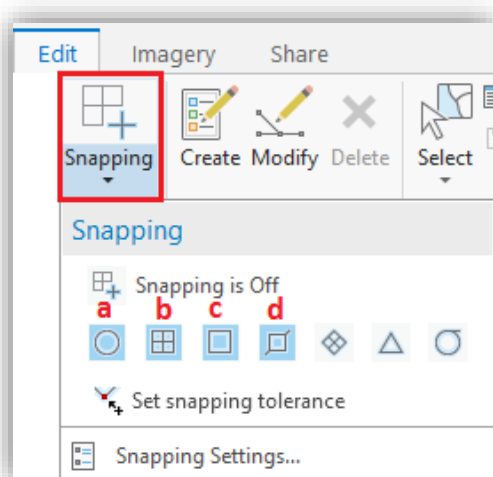 Edit Imagery Share
Snapping Create Modify Delete Select
Snapping
Snapping is Off
a b c d
Set snapping tolerance
Snapping Settings...